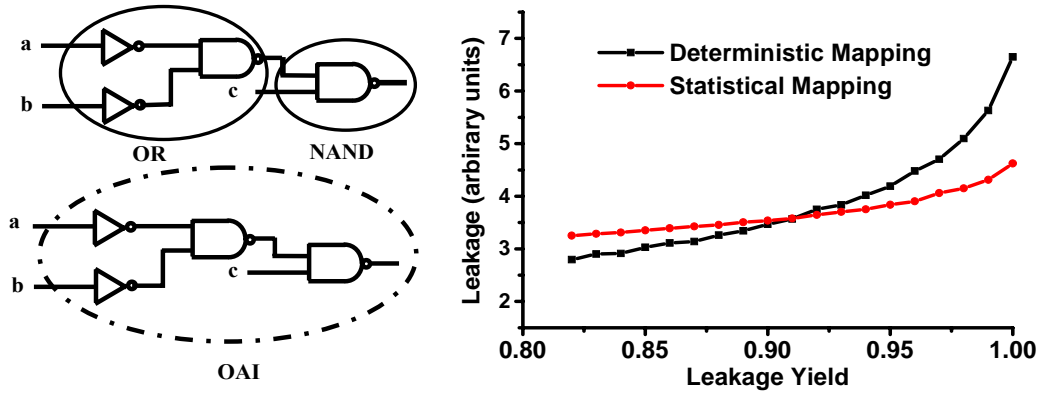 a
b
c
OR
NAND
a
b
c
OAI
Leakage (arbirary units)
7
6
5
4
3
2
Deterministic Mapping
Statistical Mapping
0.80
0.85
0.90
0.95
1.00
Leakage Yield